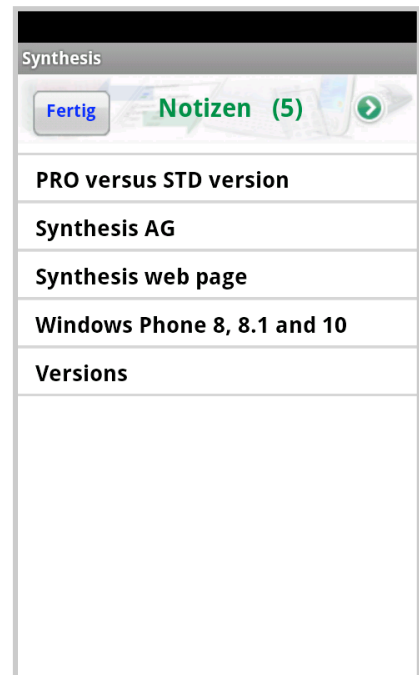 Synthesis
Fertig Notizen (5)
PRO versus STD version
Synthesis AG
Synthesis web page
Windows Phone 8, 8.1 and 10
Versions